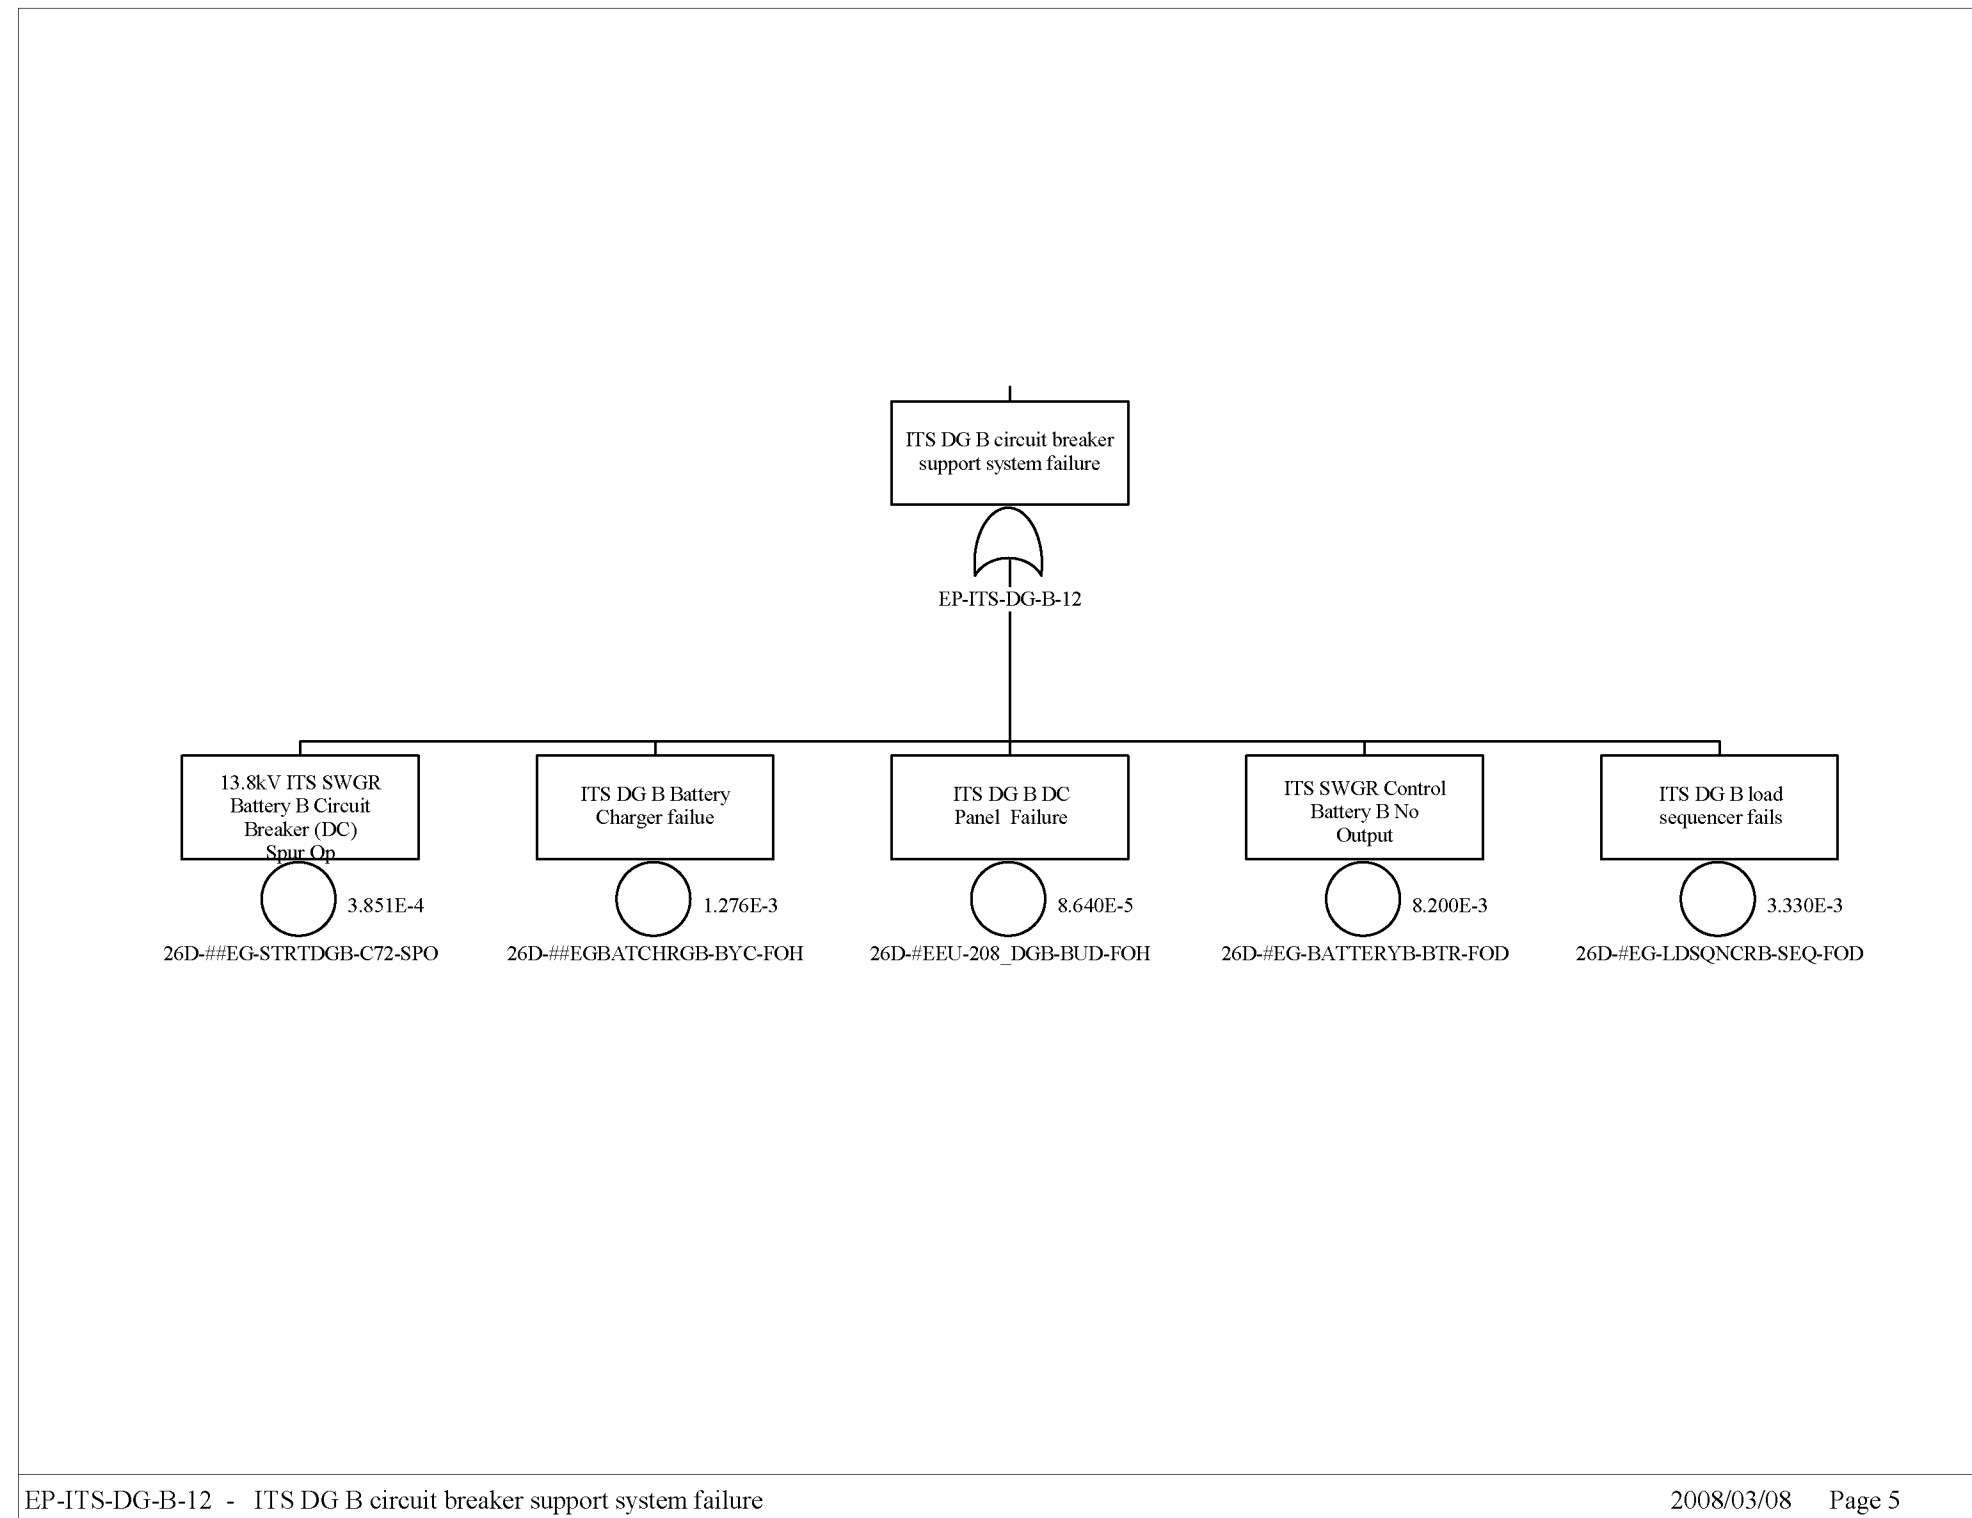 ITS DG B circuit breaker
support system failure
EP-ITS-DG-B-12
13.8kV ITS SWGR
Battery B Circuit
Breaker (DC)
Spur Op
3.851E-4
26D-##EG-STRTDGB-C72-SPO
ITS DG B Battery
Charger failue
1.276E-3
26D-##EGBATCHRGB-BYC-FOH
ITS DG B DC
Panel Failure
8.640E-5
26D-#EEU-208_DGB-BUD-FOH
ITS SWGR Control
Battery B No
Output
8.200E-3
26D-#EG-BATTERYB-BTR-FOD
ITS DG B load
sequencer fails
3.330E-3
26D-#EG-LDSQNCRB-SEQ-FOD
EP-ITS-DG-B-12 - ITS DG B circuit breaker support system failure
2008/03/08 Page 5